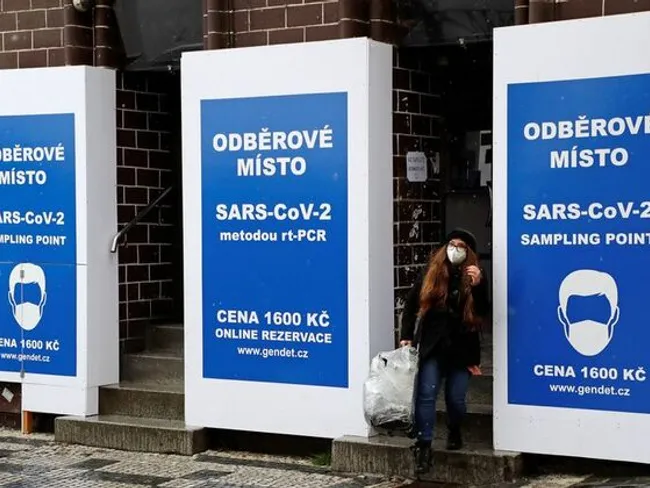 ODBĚROVÉ
MÍSTO
SARS-CoV-2
SAMPLING POINT
CENA 1600 KČ
www.gendet.cz
ODBĚROVÉ
MÍSTO
SARS-CoV-2
metodou rt-PCR
CENA 1600 KČ
ONLINE REZERVACE
www.gendet.cz
ODBĚROVÉ
MÍSTO
SARS-CoV-2
SAMPLING POINT
CENA 1600 KČ
www.gendet.cz